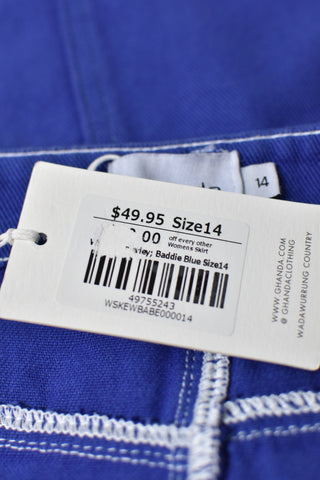 14
$49.95 Size14
.00 off every other
Womens Skirt
Baddie Blue Size14
49755243
WSKEWBABE000014
WWW.GHANDA.COM
@GHANDACLOTHING
WADAWURRUNG COUNTRY